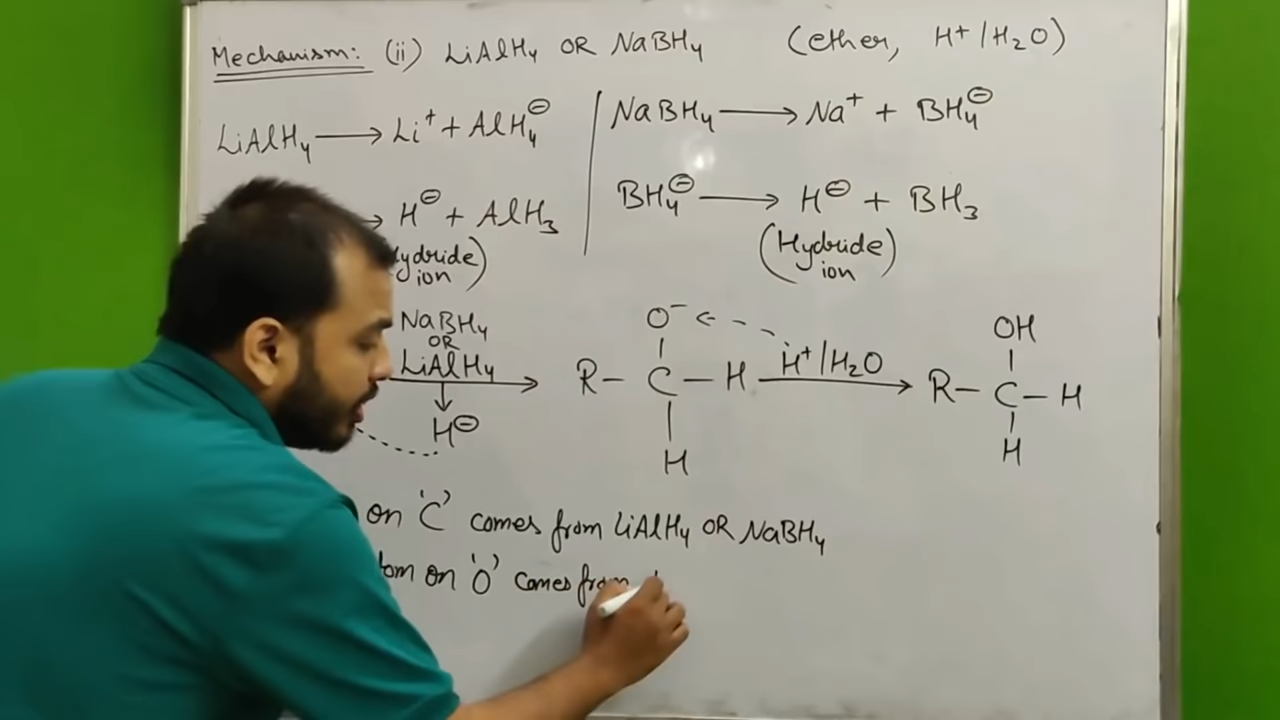 Mechanism: (ii) LiAlH4 OR NaBH4 (ether, H+/H2O)
LiAlH4 ⟶ Li+ + AlH4⊖
NaBH4 ⟶ Na+ + BH4⊖
→ H⊖ + AlH3
ydride
ion)
BH4⊖ ⟶ H⊖ + BH3
(Hydride
ion)
NaBH4
OR
LiAlH4
H⊖
O-
R-C-H
H
H+/H2O
OH
R-C-H
H
on 'C' comes from LiAlH4 OR NaBH4
tom on 'O' comes from